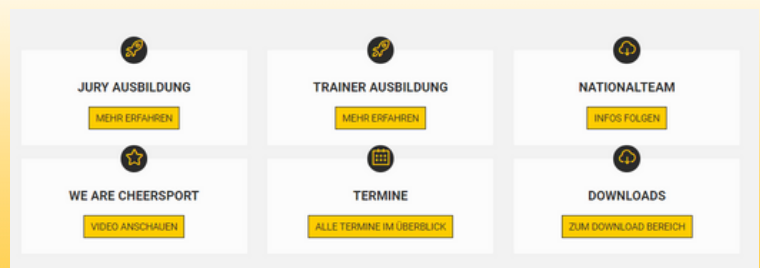 JURY AUSBILDUNG
MEHR ERFAHREN
TRAINER AUSBILDUNG
MEHR ERFAHREN
NATIONALTEAM
INFOS FOLGEN
WE ARE CHEERSPORT
VIDEO ANSCHAUEN
TERMINE
ALLE TERMINE IM ÜBERBLICK
DOWNLOADS
ZUM DOWNLOAD BEREICH